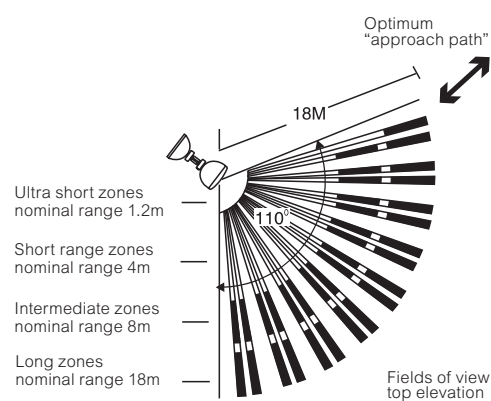 Optimum
“approach path”
18M
110⁰
Ultra short zones
nominal range 1.2m
Short range zones
nominal range 4m
Intermediate zones
nominal range 8m
Long zones
nominal range 18m
Fields of view
top elevation